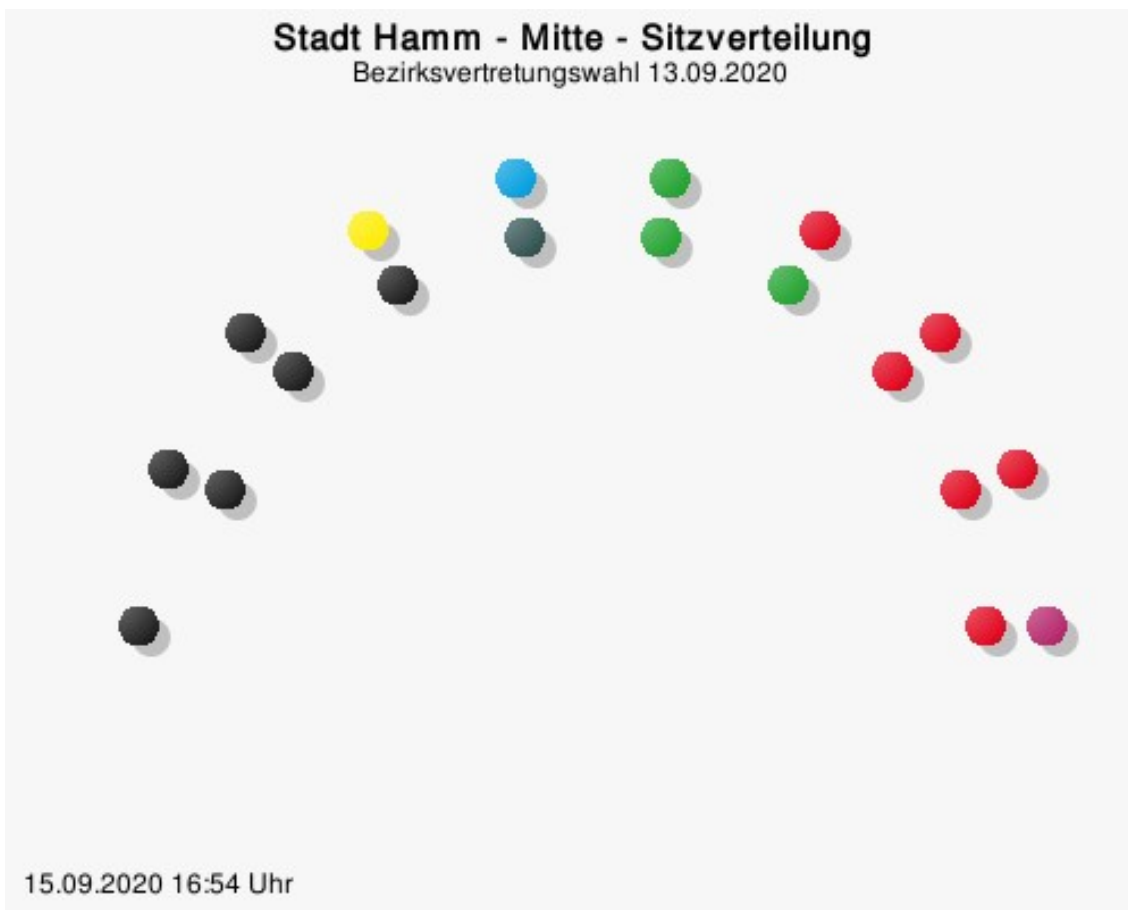 Stadt Hamm - Mitte - Sitzverteilung
Bezirksvertretungswahl 13.09.2020
15.09.2020 16:54 Uhr